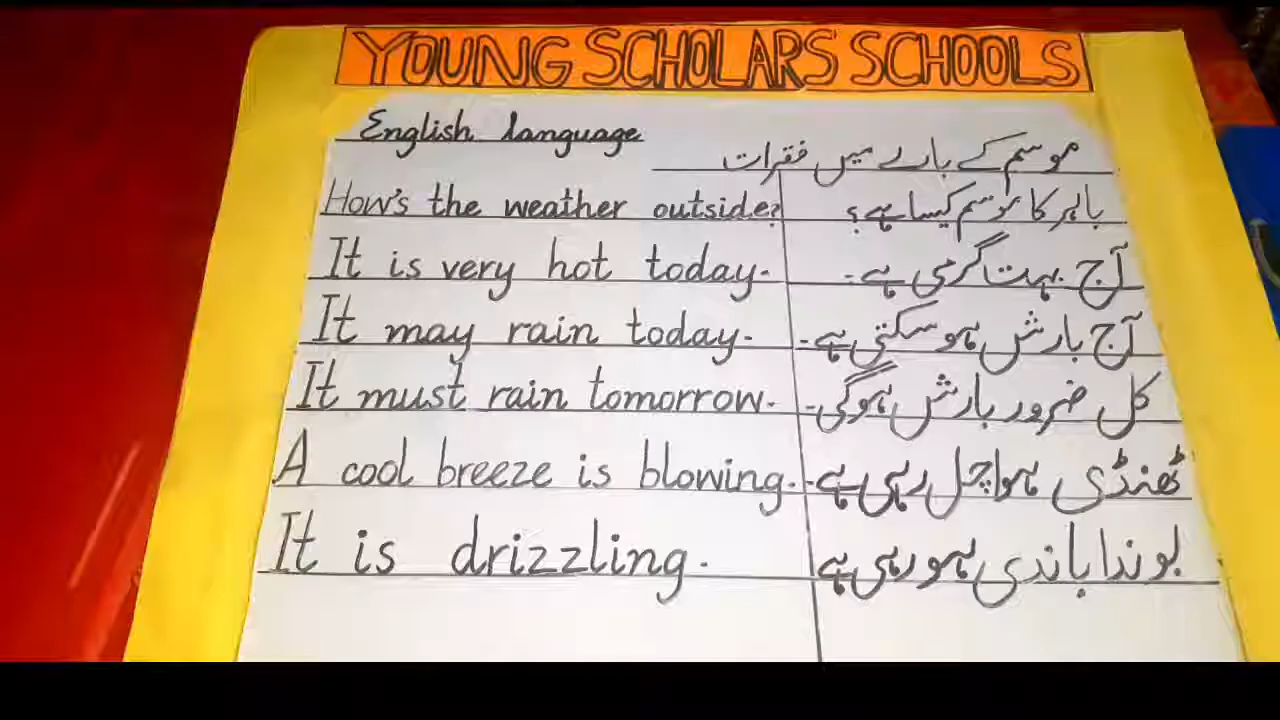 YOUNG SCHOLARS SCHOOLS
English language
موسم کے بارے میں فقرات
How's the weather outside? باہر کا موسم کیسا ہے؟
It is very hot today. آج بہت گرمی ہے۔
It may rain today. آج بارش ہو سکتی ہے۔
It must rain tomorrow. کل ضرور بارش ہوگی۔
A cool breeze is blowing. ٹھنڈی ہوا چل رہی ہے۔
It is drizzling. بوندا باندی ہو رہی ہے